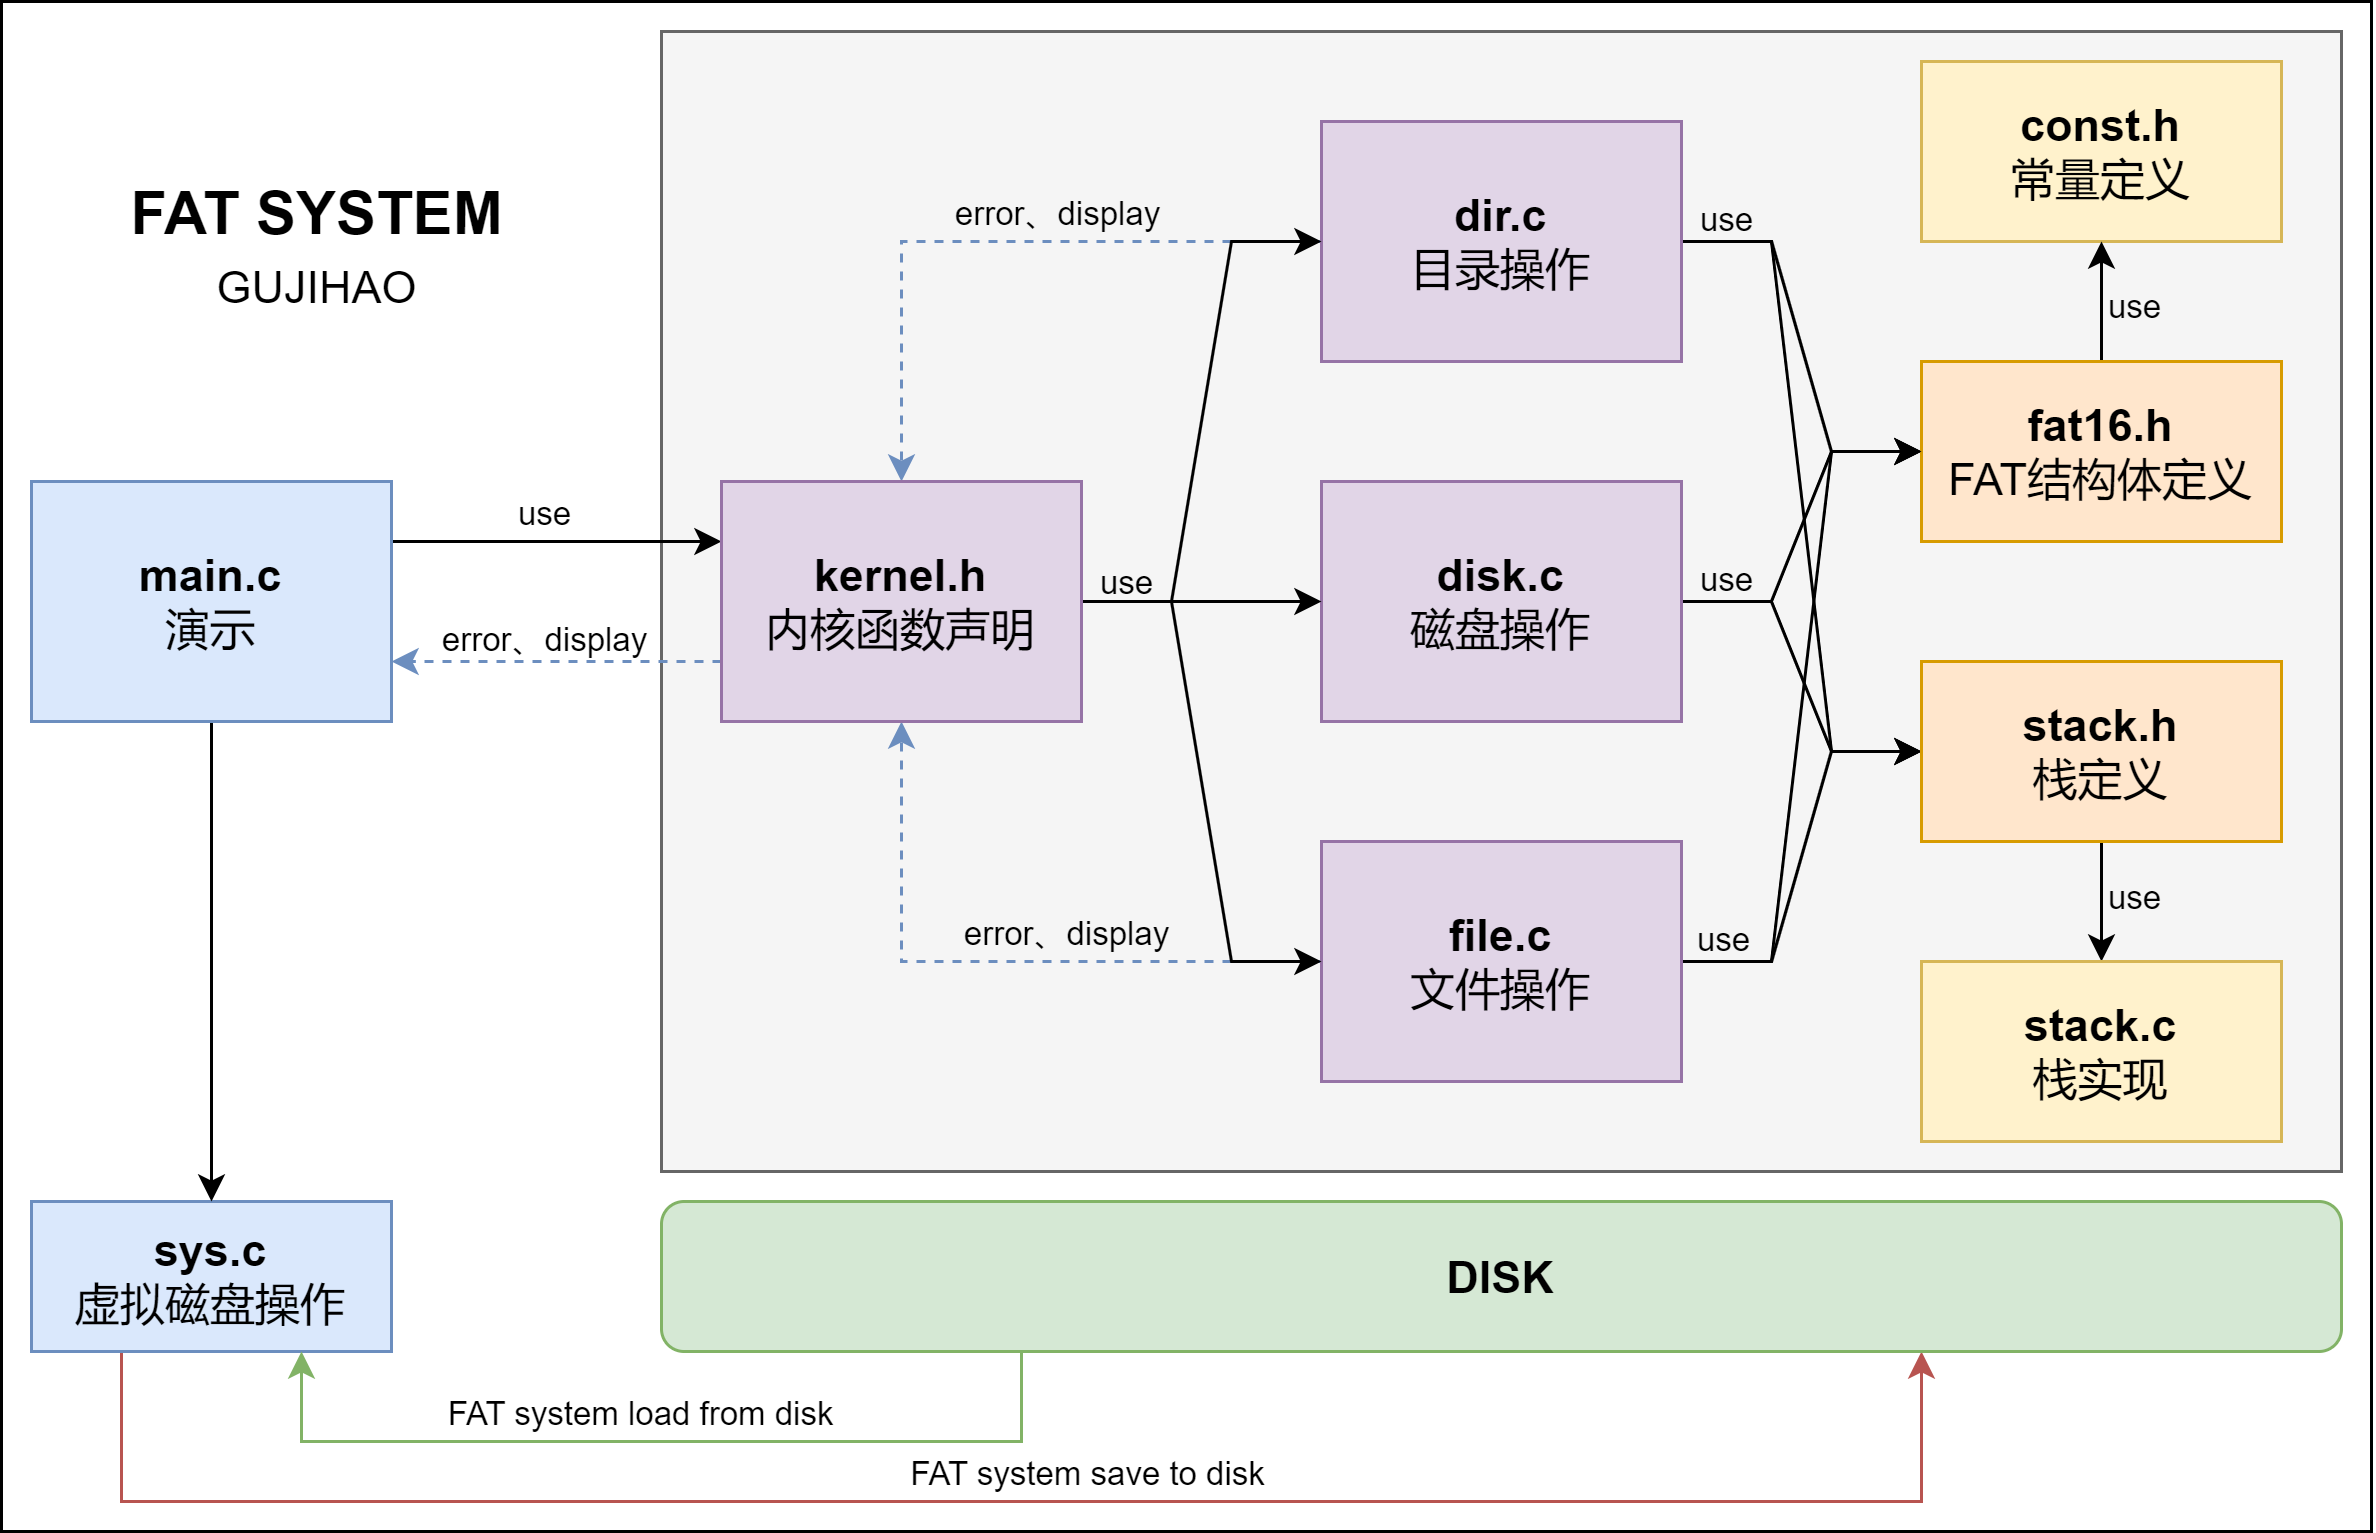 FAT SYSTEM
GUJIHAO
main.c
演示
use
error、display
sys.c
虚拟磁盘操作
kernel.h
内核函数声明
error、display
error、display
use
dir.c
目录操作
use
disk.c
磁盘操作
use
file.c
文件操作
use
const.h
常量定义
use
fat16.h
FAT结构体定义
stack.h
栈定义
use
stack.c
栈实现
DISK
FAT system load from disk
FAT system save to disk